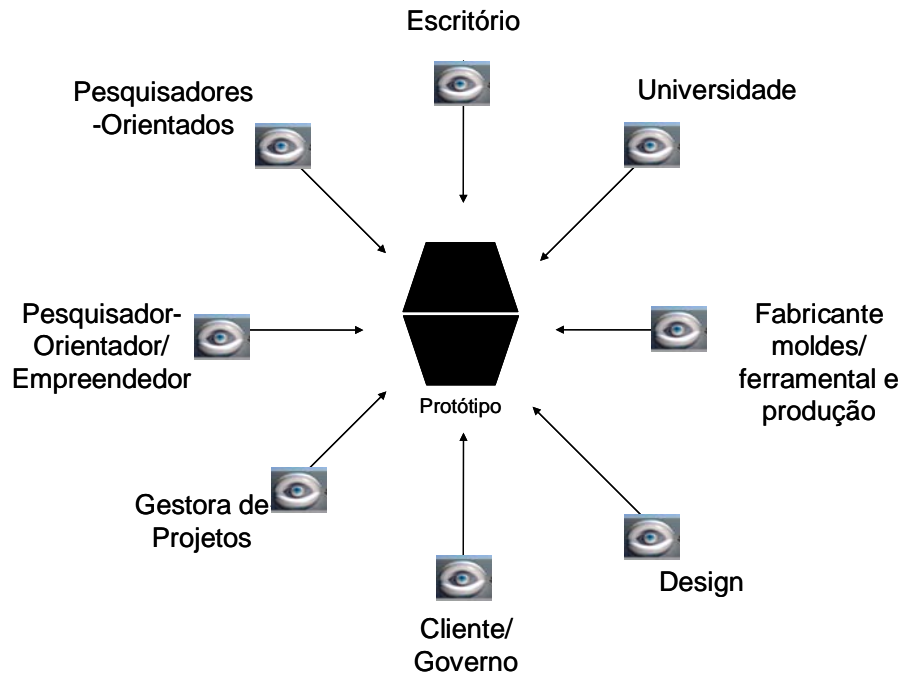 Escritório
Pesquisadores
-Orientados
Universidade
Pesquisador-
Orientador/
Empreendedor
Fabricante
moldes/
ferramental e
produção
Protótipo
Gestora de
Projetos
Design
Cliente/
Governo